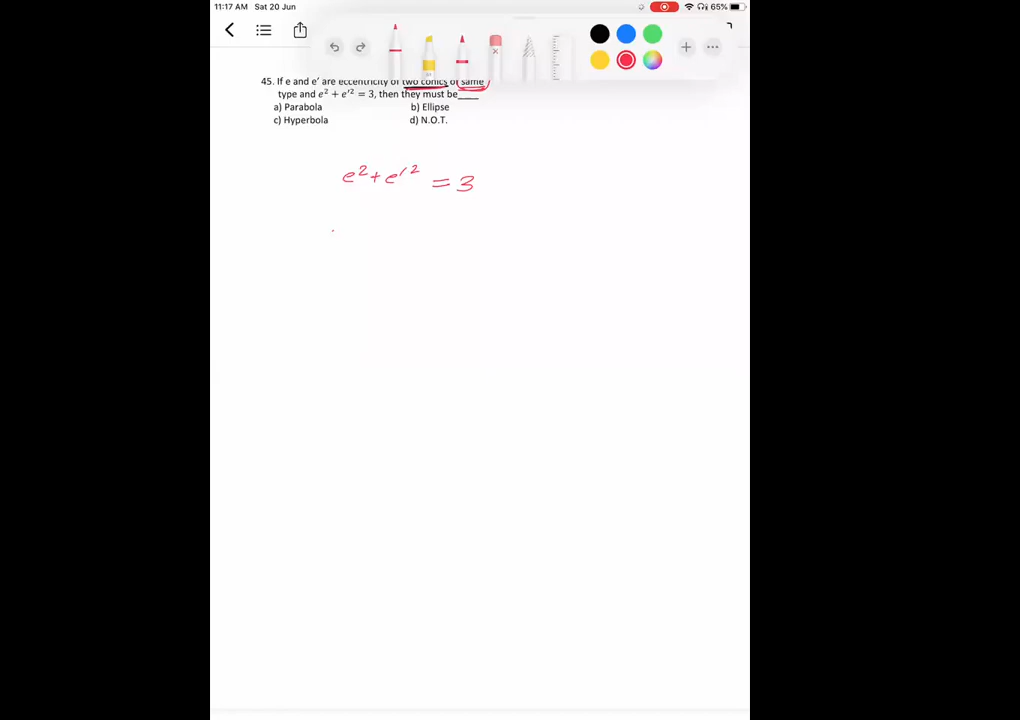 11:17 AM Sat 20 Jun
65%
45. If e and e′ are eccentricity of two conics of same
type and e² + e′² = 3, then they must be____
a) Parabola b) Ellipse
c) Hyperbola d) N.O.T.
e² + e′² = 3